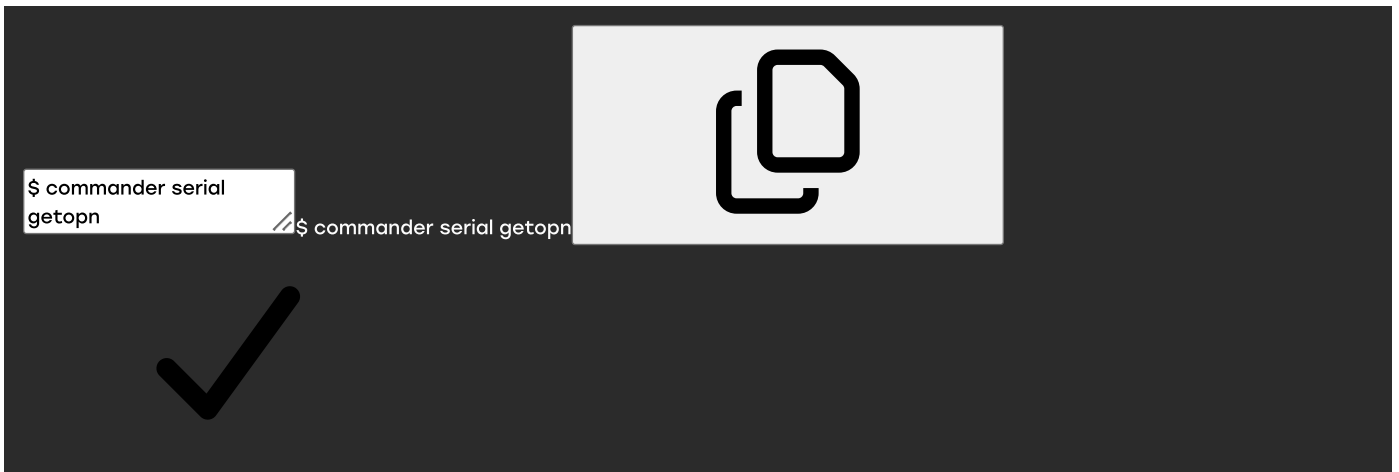 $ commander serial
getopn
$ commander serial getopn